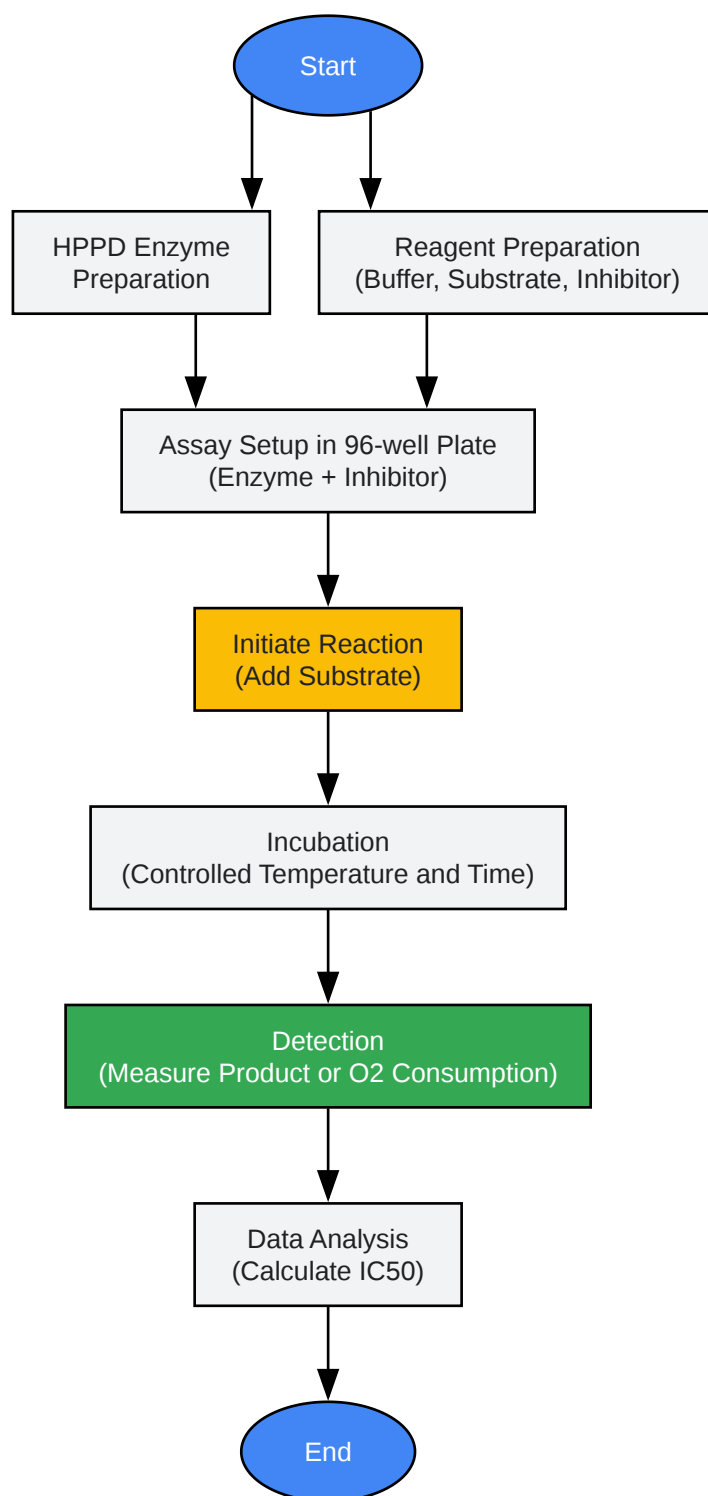 Start
HPPD Enzyme
Preparation
Reagent Preparation
(Buffer, Substrate, Inhibitor)
Assay Setup in 96-well Plate
(Enzyme + Inhibitor)
Initiate Reaction
(Add Substrate)
Incubation
(Controlled Temperature and Time)
Detection
(Measure Product or O2 Consumption)
Data Analysis
(Calculate IC50)
End